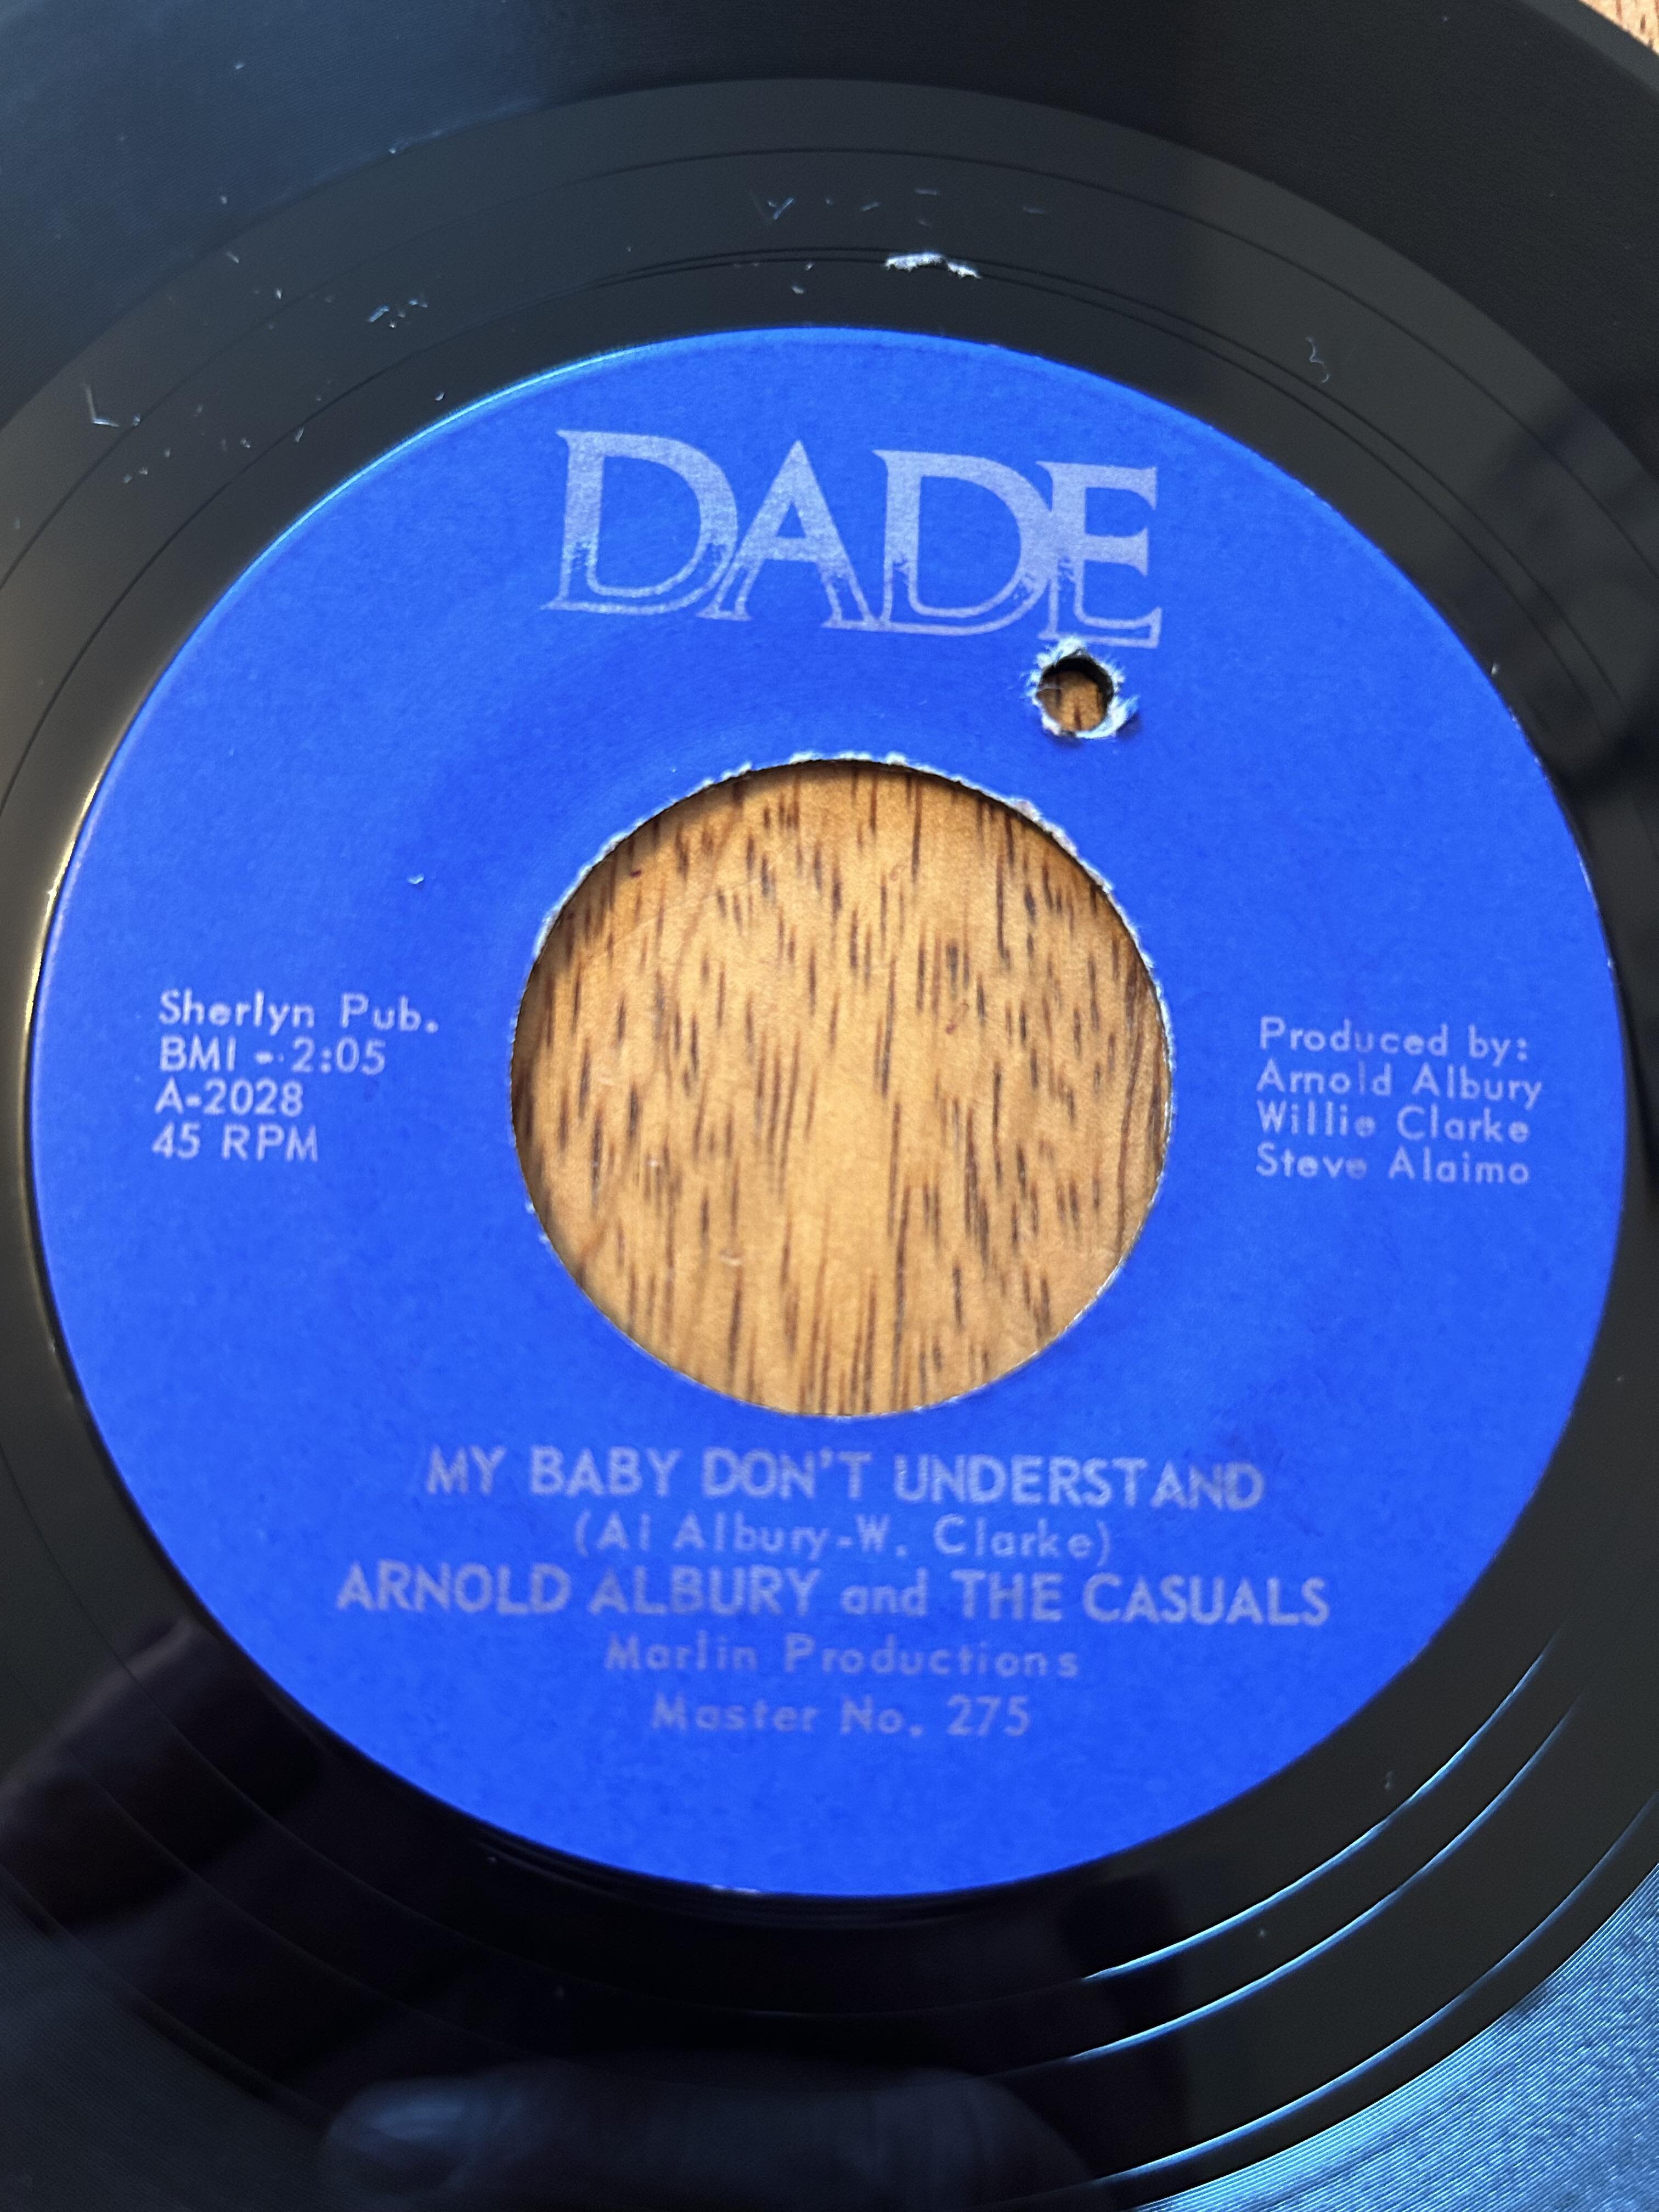 DADE
Sherlyn Pub.
BMI - 2:05
A-2028
45 RPM
Produced by:
Arnold Albury
Willie Clarke
Steve Alaimo
MY BABY DON'T UNDERSTAND
(Al Albury-W. Clarke)
ARNOLD ALBURY and THE CASUALS
Marlin Productions
Master No. 275